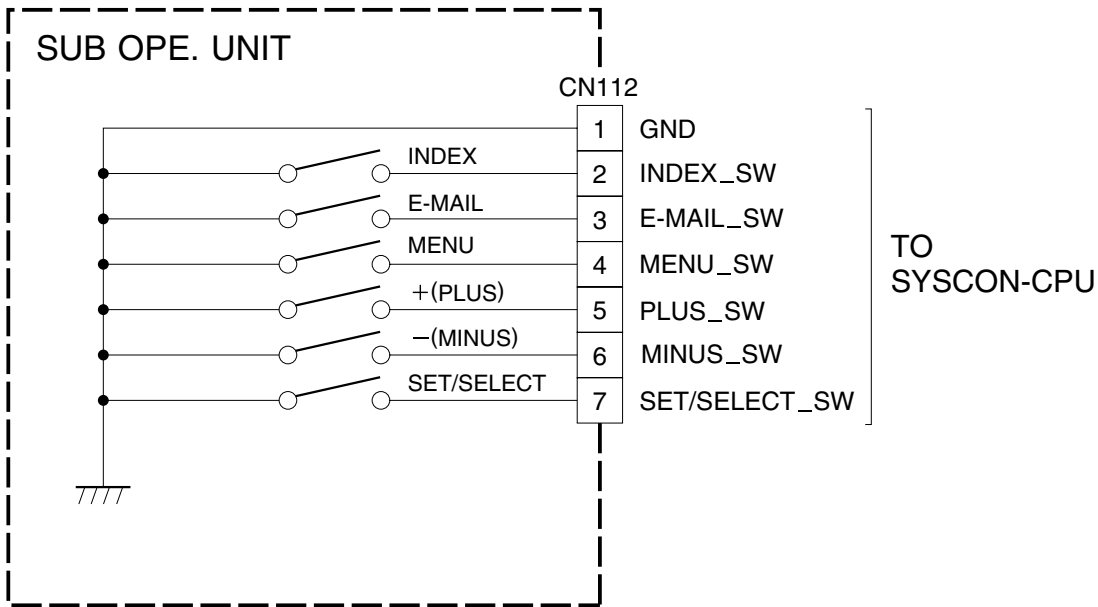 SUB OPE. UNIT
CN112
1 GND
INDEX 2 INDEX_SW
E-MAIL 3 E-MAIL_SW
MENU 4 MENU_SW
+(PLUS) 5 PLUS_SW
−(MINUS) 6 MINUS_SW
SET/SELECT 7 SET/SELECT_SW
TO
SYSCON-CPU